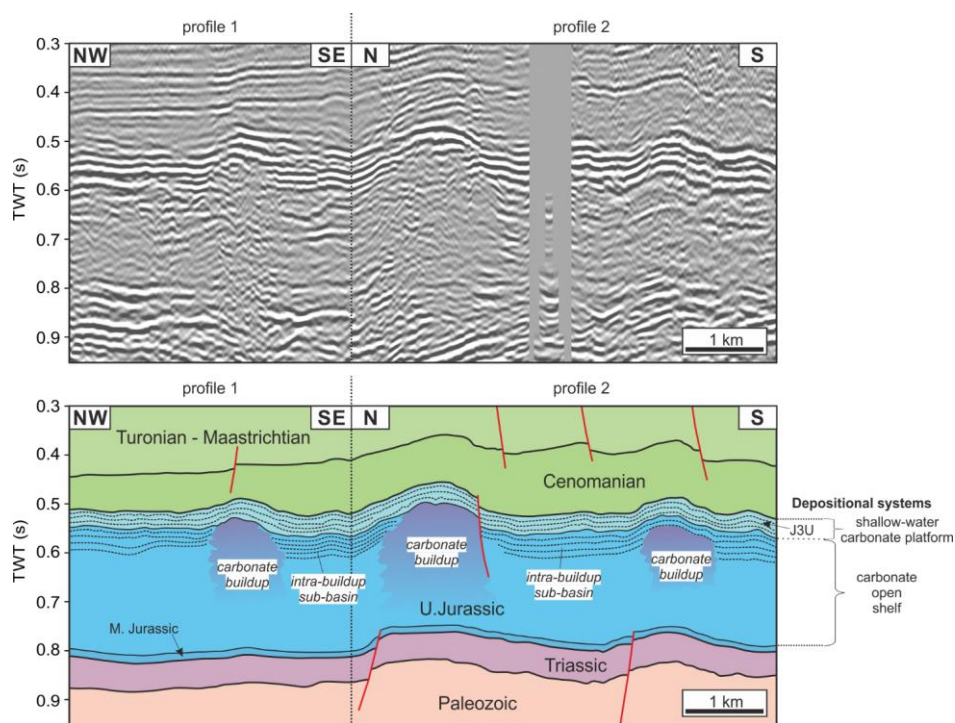 profile 1
profile 2
0.3
NW
SE
N
S
0.4
0.5
0.6
0.7
0.8
0.9
TWT (s)
1 km
profile 1
profile 2
0.3
NW
SE
N
S
Turonian - Maastrichtian
0.4
Cenomanian
0.5
Depositional systems
J3U
shallow-water
carbonate platform
0.6
TWT (s)
carbonate
buildup
intra-buildup
sub-basin
carbonate
buildup
intra-buildup
sub-basin
carbonate
buildup
carbonate
open
shelf
0.7
U.Jurassic
M. Jurassic
0.8
Triassic
0.9
Paleozoic
1 km